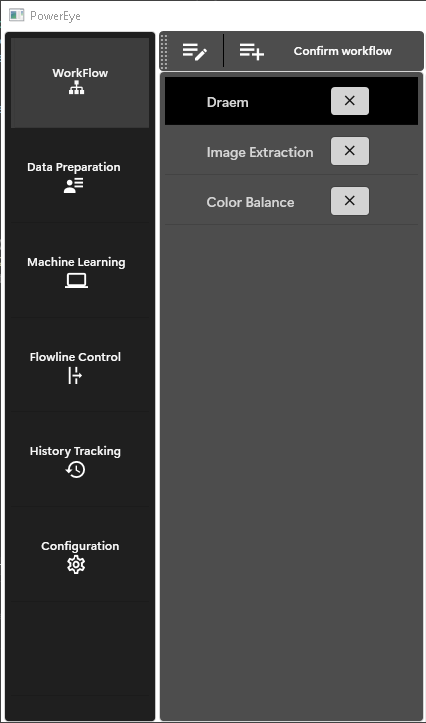 PowerEye
WorkFlow
Data Preparation
Machine Learning
Flowline Control
History Tracking
Configuration
Confirm workflow
Draem
Image Extraction
Color Balance